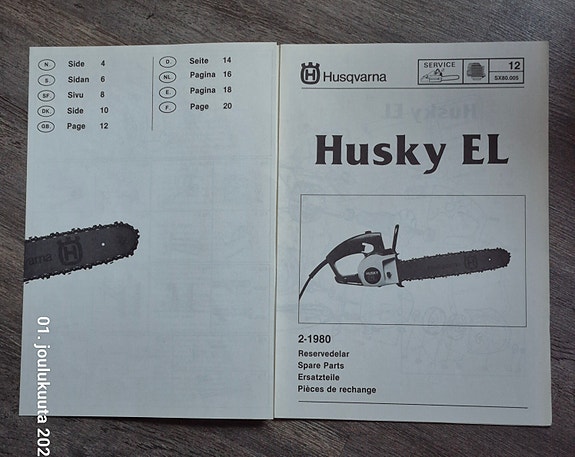 N. Side 4
S. Sidan 6
SF. Sivu 8
DK. Side 10
GB. Page 12
D. Seite 14
NL. Pagina 16
E. Pagina 18
F. Page 20
varna
01. joulukuuta 202
Husqvarna
SERVICE
12
SX80.005
Husky EL
HUSKY
2-1980
Reservedelar
Spare Parts
Ersatzteile
Pièces de rechange